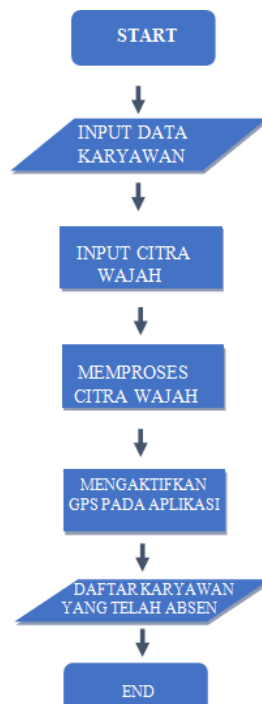 START
INPUT DATA
KARYAWAN
INPUT CITRA
WAJAH
MEMPROSES
CITRA WAJAH
MENGAKTIFKAN
GPS PADA APLIKASI
DAFTAR KARYAWAN
YANG TELAH ABSEN
END